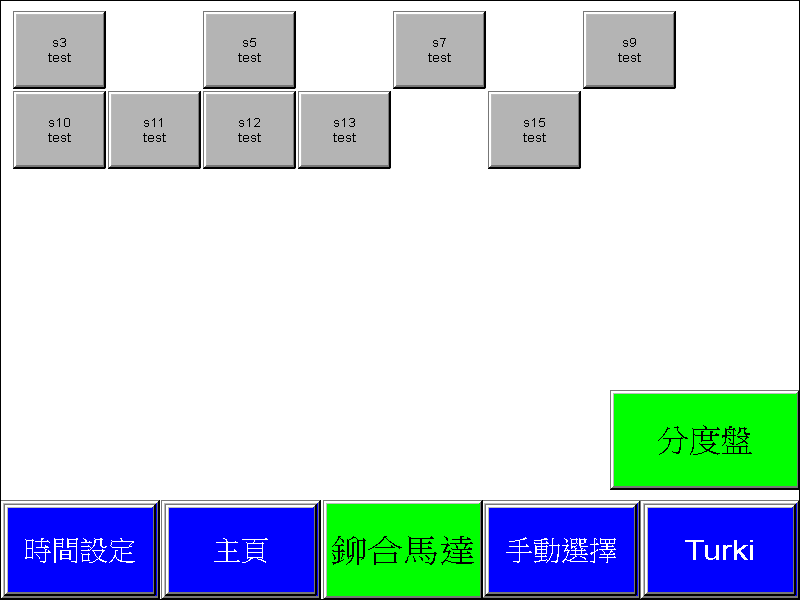 s3
test
s5
test
s7
test
s9
test
s10
test
s11
test
s12
test
s13
test
s15
test
分度盤
時間設定
主頁
鉚合馬達
手動選擇
Turki